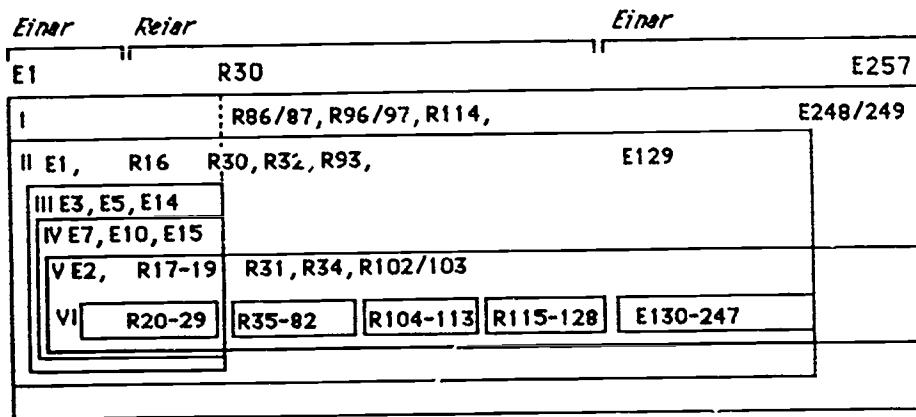 Einar Reiar Einar
E1 R30 E257
I R86/87, R96/97, R114, E248/249
II E1, R16 R30, R32, R93, E129
III E3, E5, E14
IV E7, E10, E15
V E2, R17-19 R31, R34, R102/103
VI R20-29 R35-82 R104-113 R115-128 E130-247